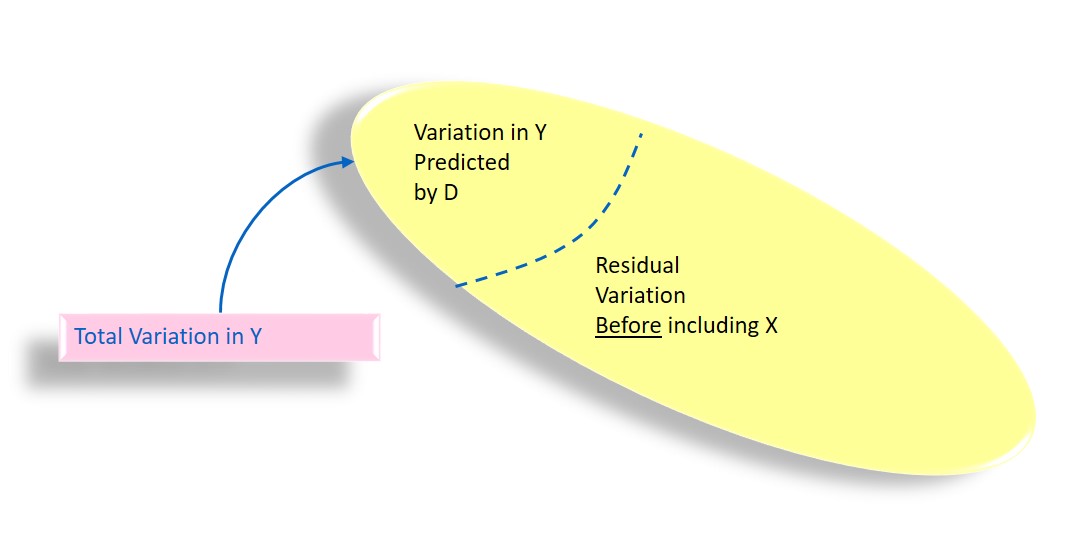 Variation in Y
Predicted
by D
Residual
Variation
Before including X
Total Variation in Y